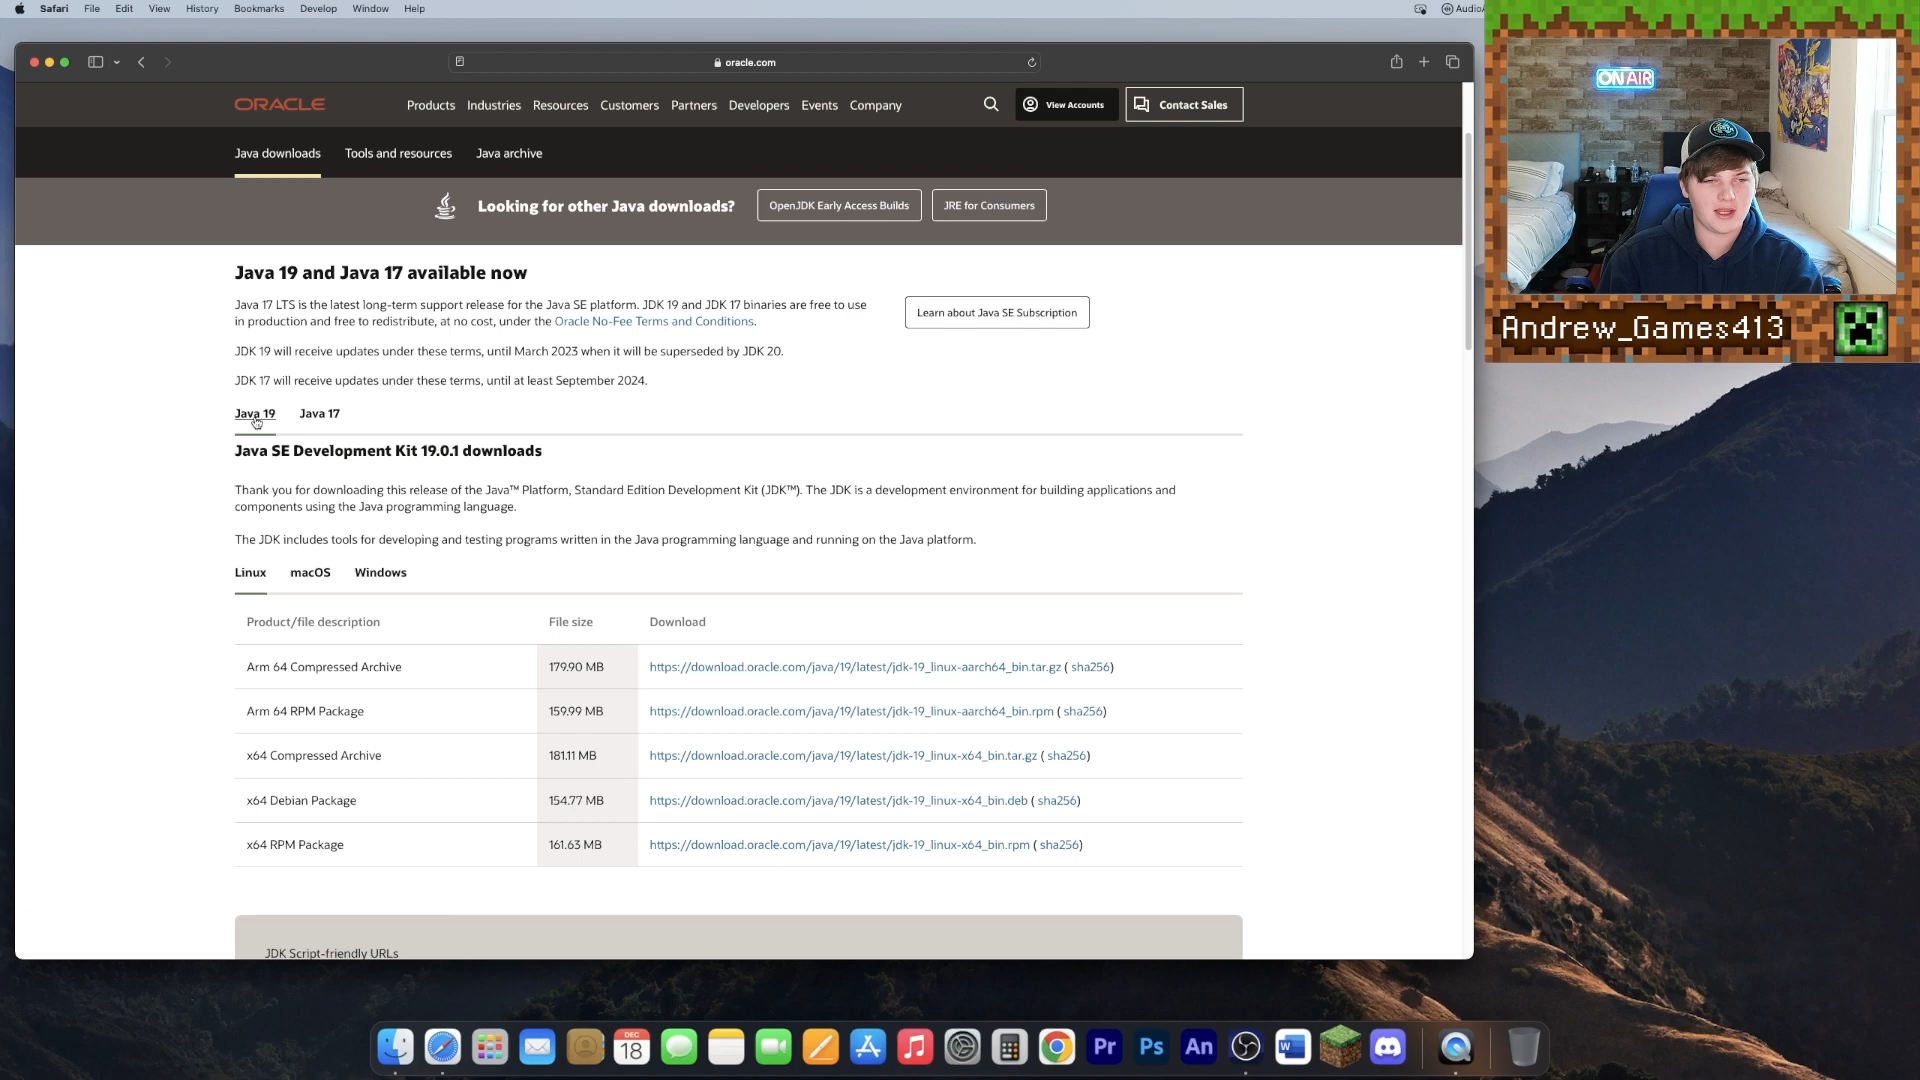 Safari File Edit View History Bookmarks Develop Window Help
oracle.com
ORACLE
Products Industries Resources Customers Partners Developers Events Company
View Accounts
Contact Sales
Java downloads Tools and resources Java archive
Looking for other Java downloads?
OpenJDK Early Access Builds
JRE for Consumers
Java 19 and Java 17 available now
Java 17 LTS is the latest long-term support release for the Java SE platform. JDK 19 and JDK 17 binaries are free to use
in production and free to redistribute, at no cost, under the Oracle No-Fee Terms and Conditions.
Learn about Java SE Subscription
JDK 19 will receive updates under these terms, until March 2023 when it will be superseded by JDK 20.
JDK 17 will receive updates under these terms, until at least September 2024.
Java 19 Java 17
Java SE Development Kit 19.0.1 downloads
Thank you for downloading this release of the Java™ Platform, Standard Edition Development Kit (JDK™). The JDK is a development environment for building applications and
components using the Java programming language.
The JDK includes tools for developing and testing programs written in the Java programming language and running on the Java platform.
Linux macOS Windows
Product/file description File size Download
Arm 64 Compressed Archive 179.90 MB https://download.oracle.com/java/19/latest/jdk-19_linux-aarch64_bin.tar.gz ( sha256)
Arm 64 RPM Package 159.99 MB https://download.oracle.com/java/19/latest/jdk-19_linux-aarch64_bin.rpm ( sha256)
x64 Compressed Archive 181.11 MB https://download.oracle.com/java/19/latest/jdk-19_linux-x64_bin.tar.gz ( sha256)
x64 Debian Package 154.77 MB https://download.oracle.com/java/19/latest/jdk-19_linux-x64_bin.deb ( sha256)
x64 RPM Package 161.63 MB https://download.oracle.com/java/19/latest/jdk-19_linux-x64_bin.rpm ( sha256)
JDK Script-friendly URLs
ON AIR
Andrew_Games413
DEC
18
Pr
Ps
An
W